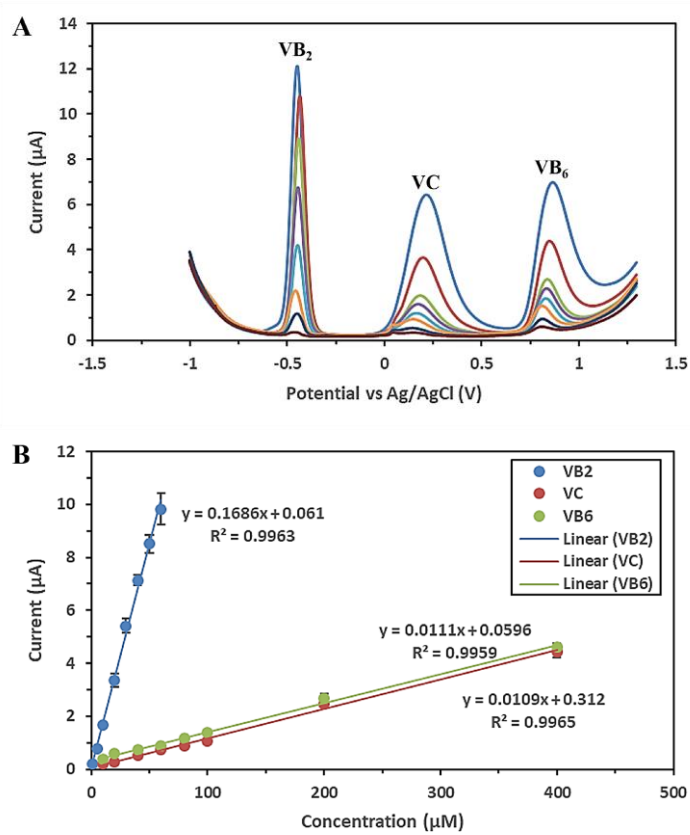 A
14
12
10
8
6
4
2
0
Current (µA)
VB₂
VC
VB₆
-1.5
-1
-0.5
0
0.5
1
1.5
Potential vs Ag/AgCl (V)
B
12
10
8
6
4
2
0
Current (µA)
y = 0.1686x + 0.061
R² = 0.9963
VB2
VC
VB6
Linear (VB2)
Linear (VC)
Linear (VB6)
y = 0.0111x + 0.0596
R² = 0.9959
y = 0.0109x + 0.312
R² = 0.9965
0
100
200
300
400
500
Concentration (µM)